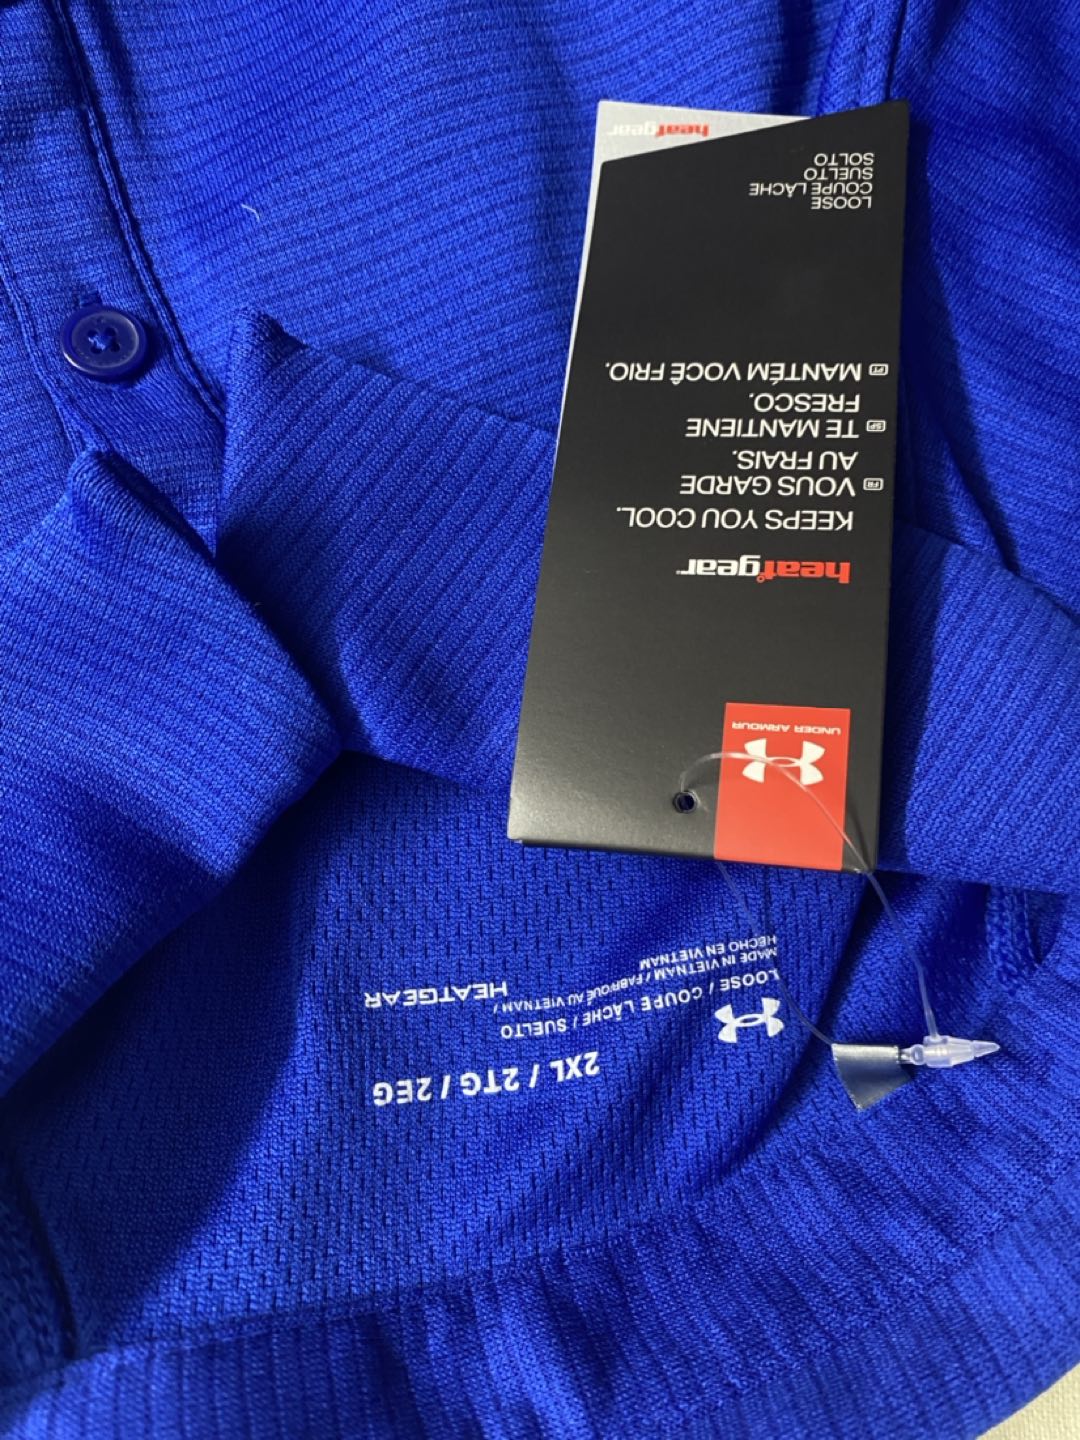 UNDER ARMOUR
heatgear
KEEPS YOU COOL.
FR VOUS GARDE
AU FRAIS.
SP TE MANTIENE
FRESCO.
PT MANTÉM VOCÊ FRIO.
LOOSE
COUPE LÂCHE
SUELTO
SOLTO
heatgear
2XL / 2TG / 2EG
LOOSE / COUPE LÂCHE / SUELTO
MADE IN VIETNAM / FABRIQUÉ AU VIETNAM /
HECHO EN VIETNAM
HEATGEAR